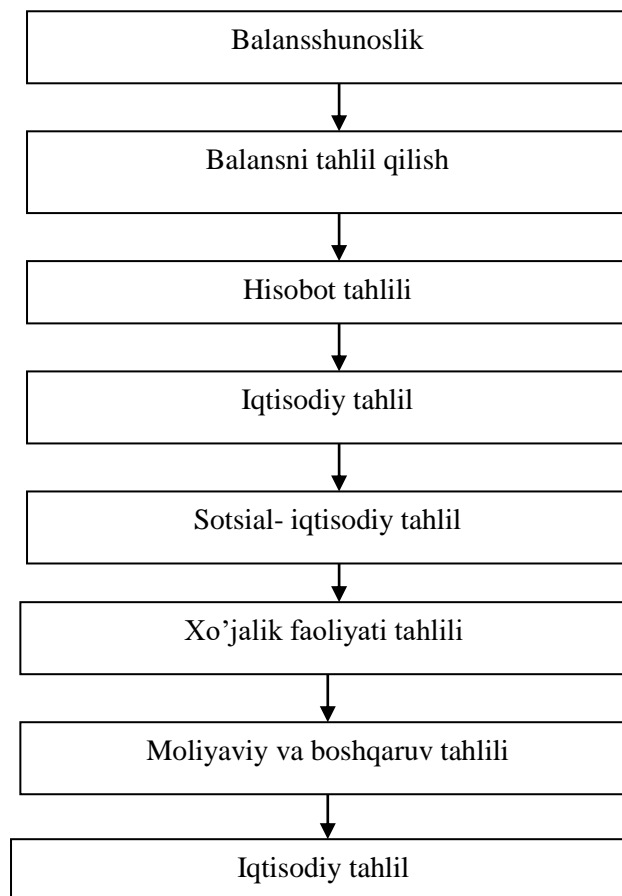 Balansshunoslik
Balansni tahlil qilish
Hisobot tahlili
Iqtisodiy tahlil
Sotsial- iqtisodiy tahlil
Xo’jalik faoliyati tahlili
Moliyaviy va boshqaruv tahlili
Iqtisodiy tahlil